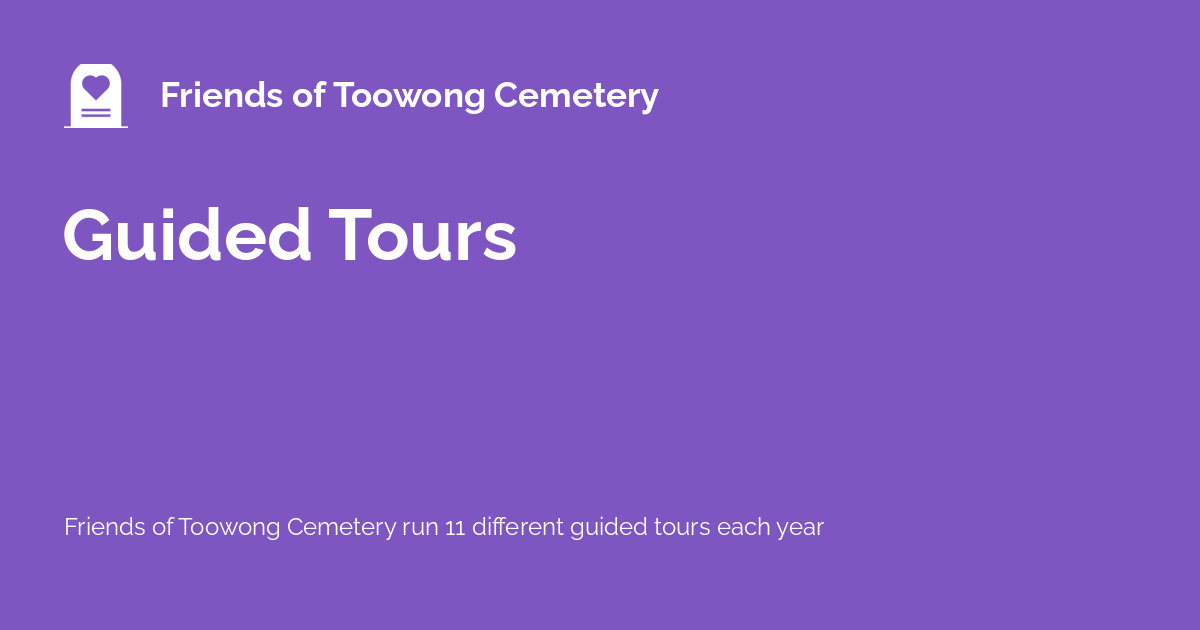 Friends of Toowong Cemetery
Guided Tours
Friends of Toowong Cemetery run 11 different guided tours each year